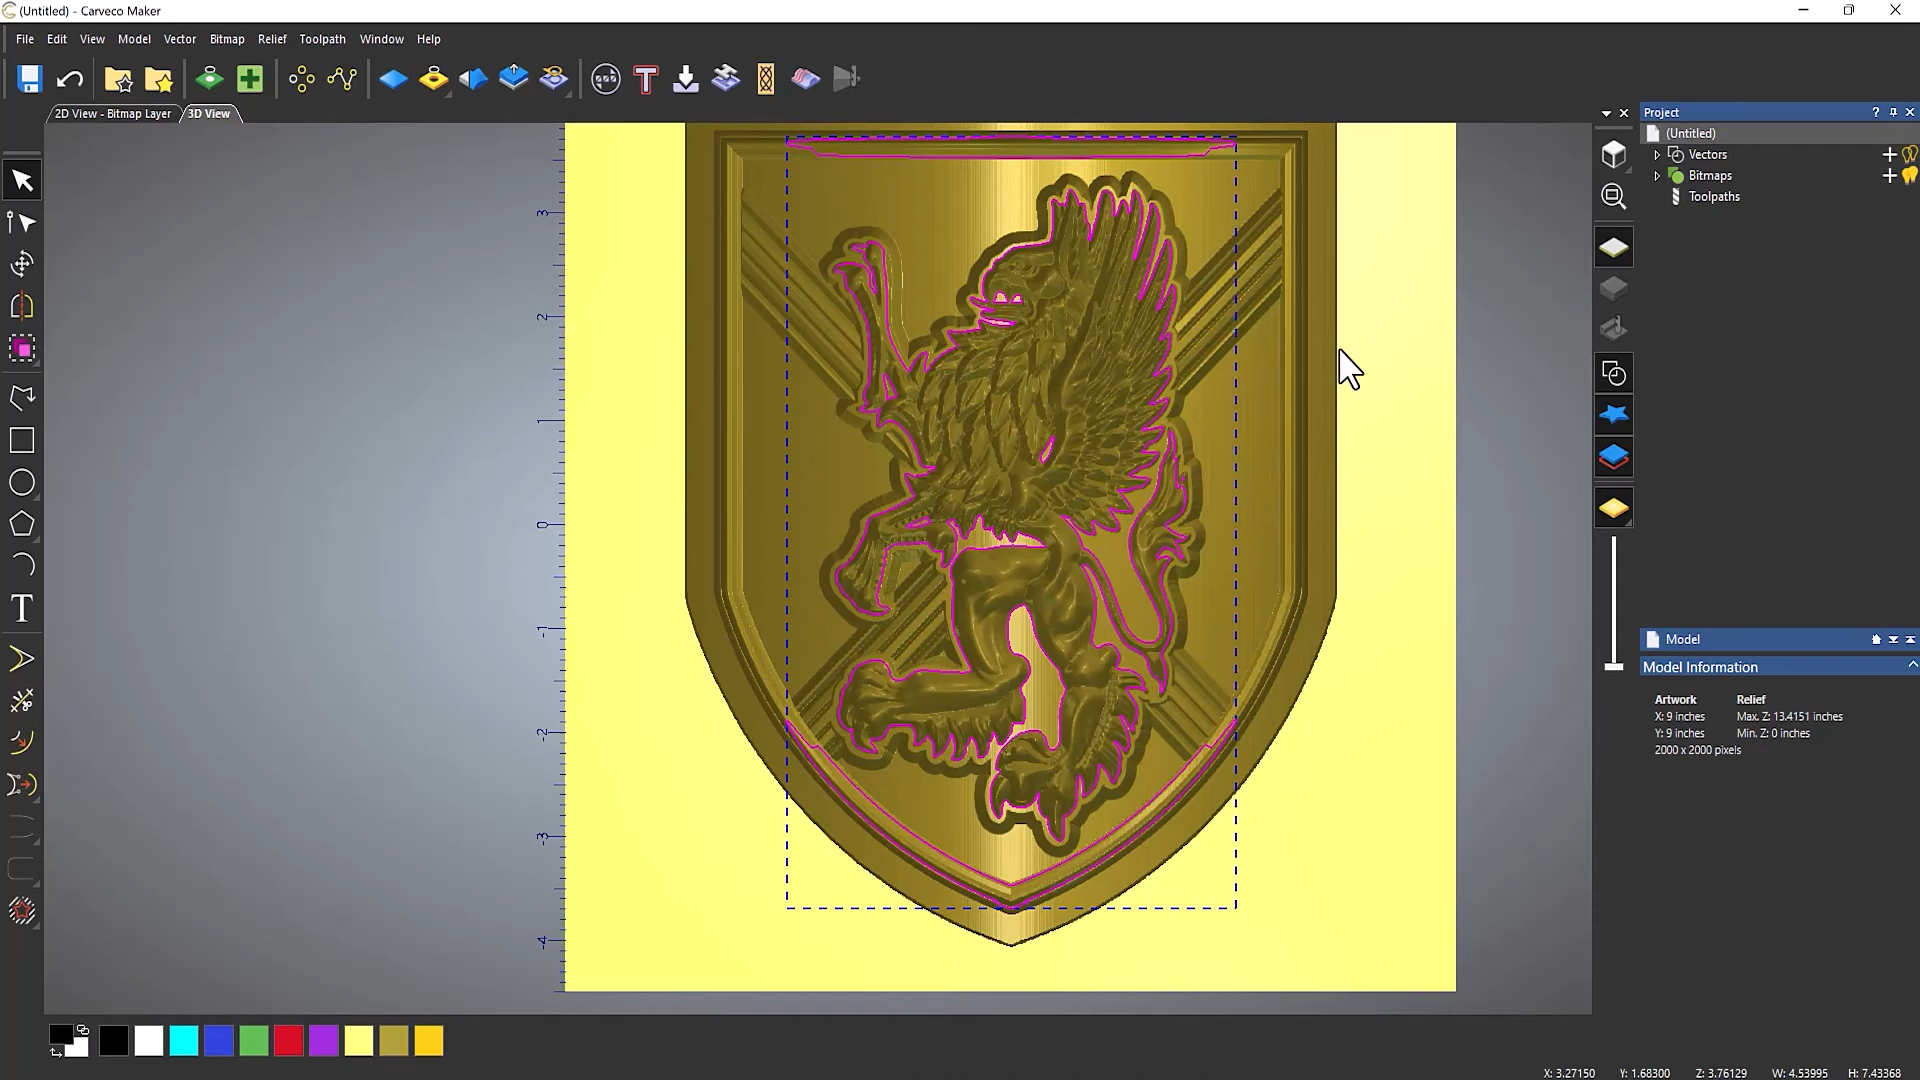 (Untitled) - Carveco Maker
File Edit View Model Vector Bitmap Relief Toolpath Window Help
T
2D View - Bitmap Layer 3D View
Project ?
(Untitled)
Vectors
Bitmaps
Toolpaths
3
2
1
0
-1
-2
-3
-4
T
Model
Model Information
Artwork Relief
X: 9 inches Max. Z: 13.4151 inches
Y: 9 inches Min. Z: 0 inches
2000 x 2000 pixels
X: 3.27150 Y: 1.68300 Z: 3.76129 W: 4.53995 H: 7.43368